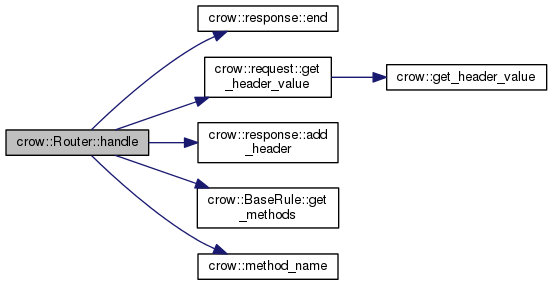 crow::Router::handle
crow::response::end
crow::request::get
_header_value
crow::get_header_value
crow::response::add
_header
crow::BaseRule::get
_methods
crow::method_name